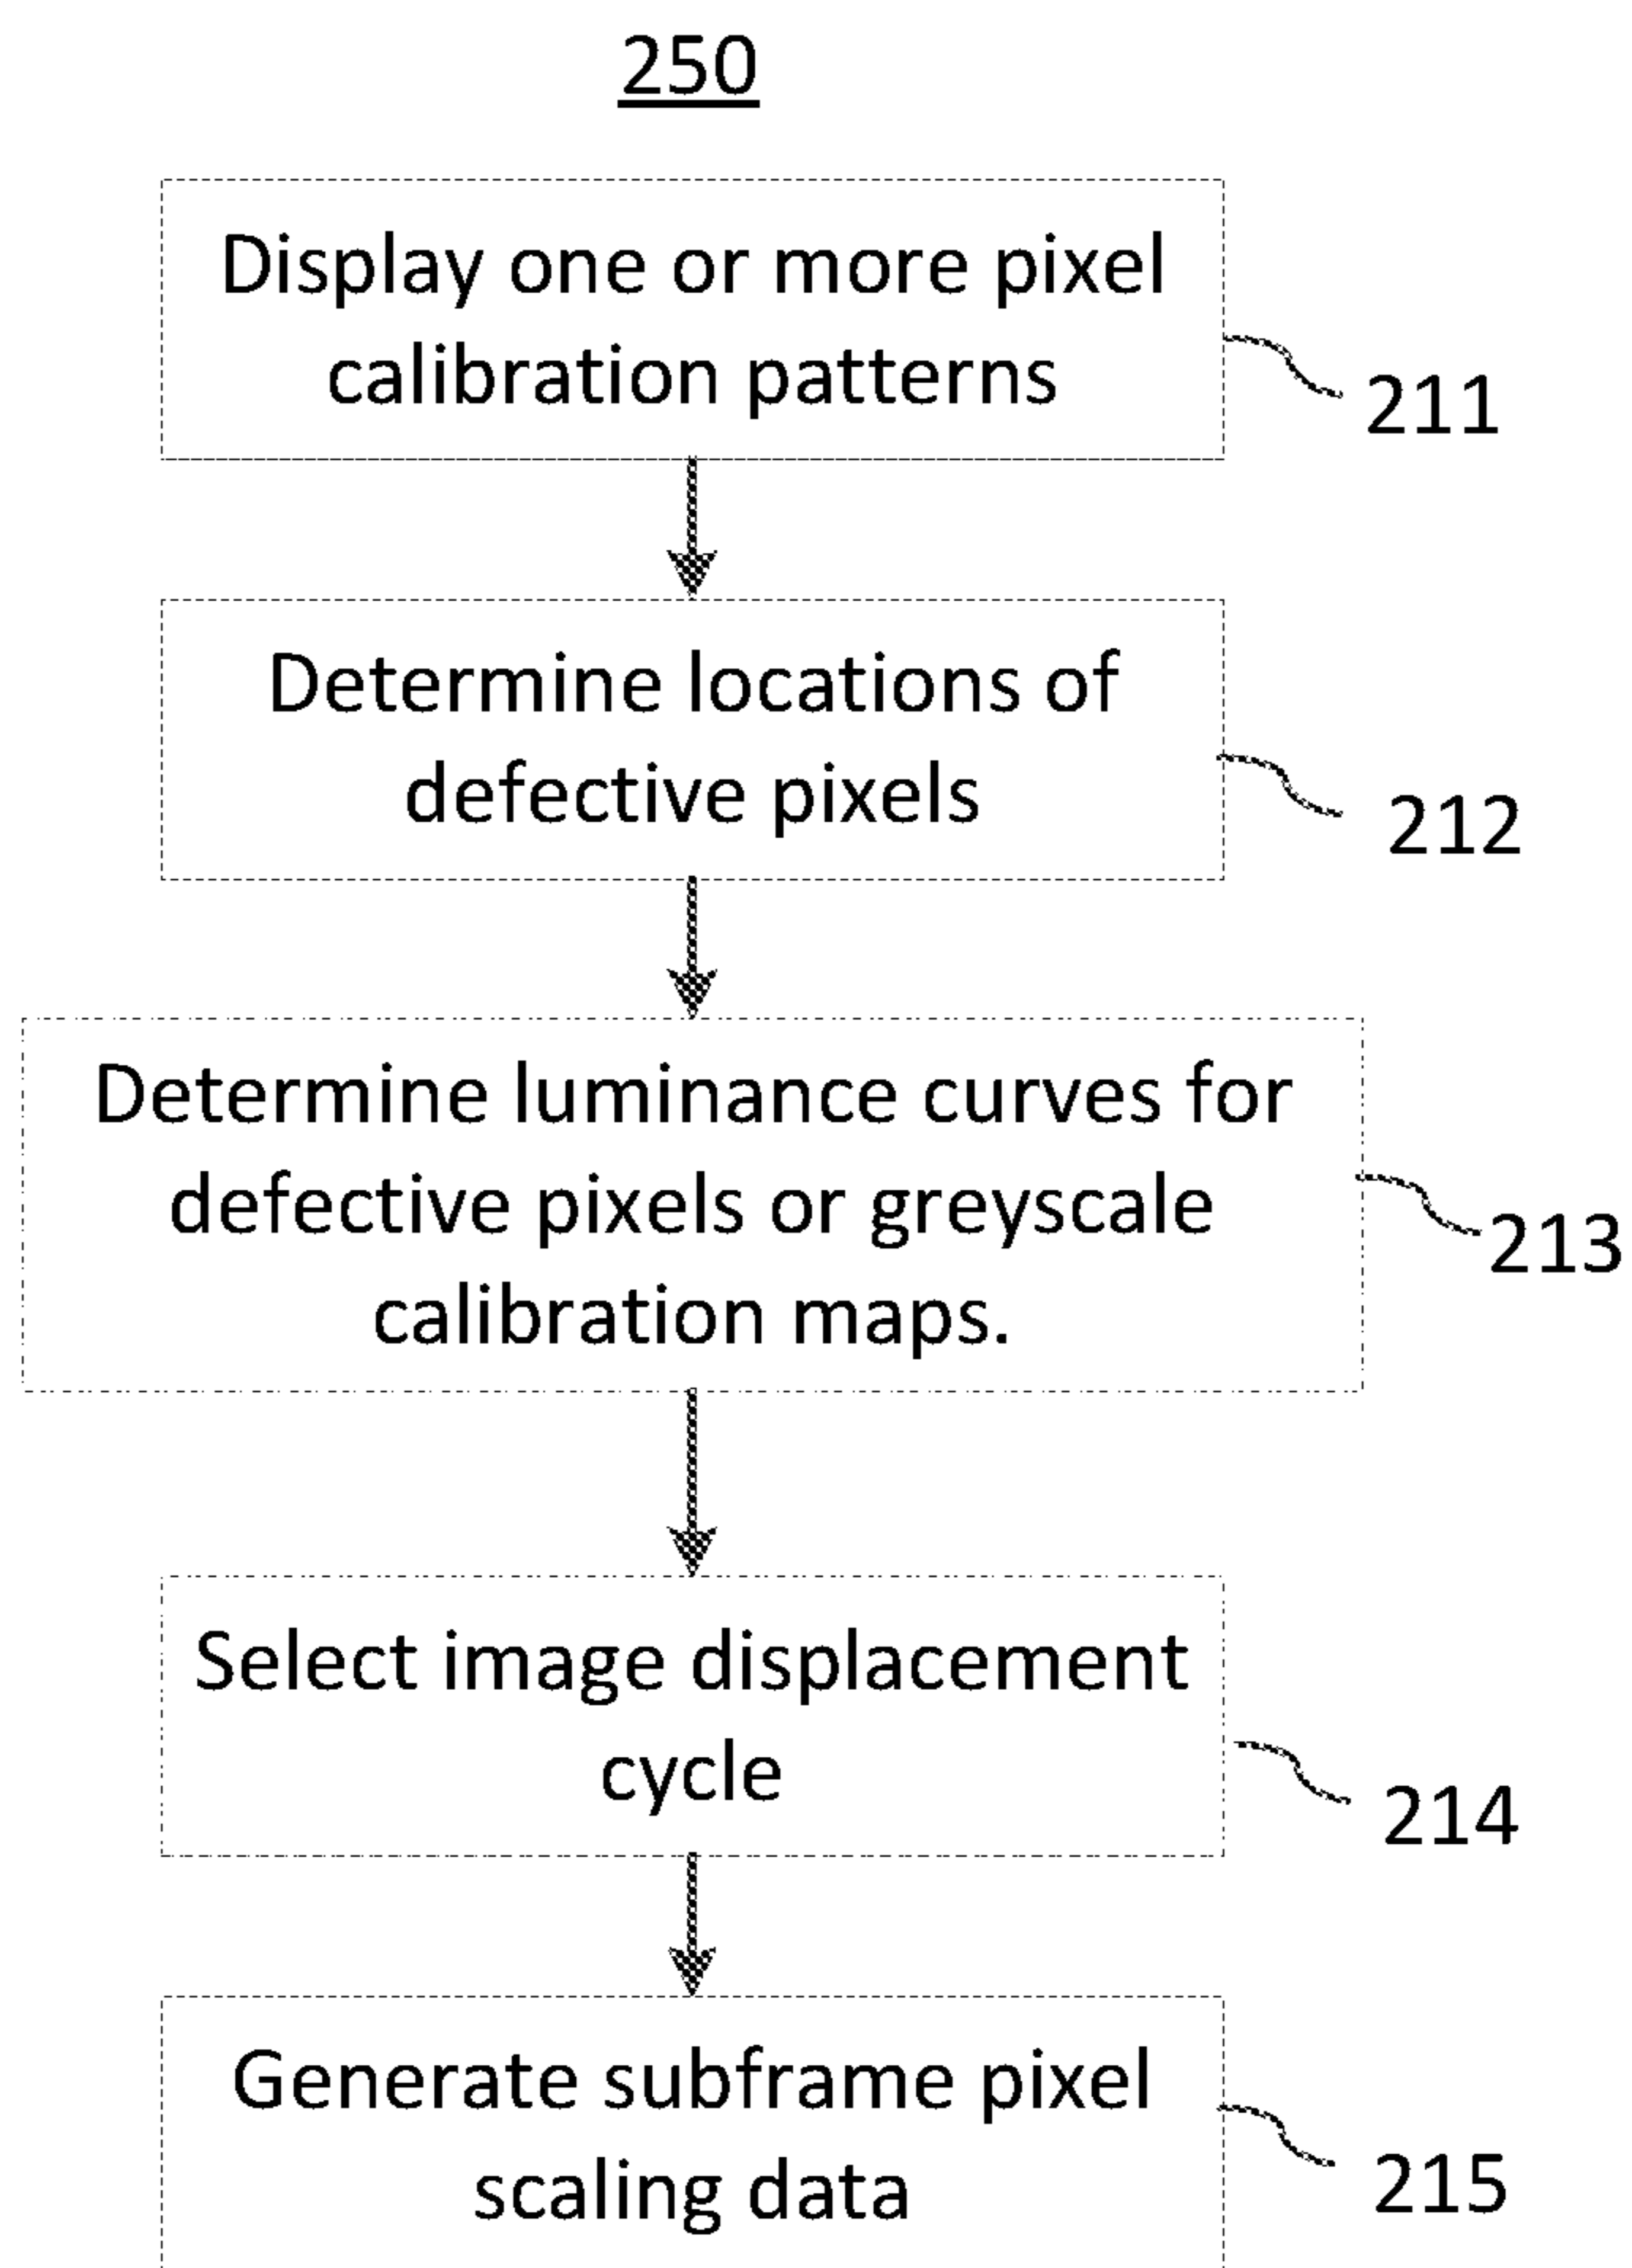 250
Display one or more pixel
calibration patterns
211
Determine locations of
defective pixels
212
Determine luminance curves for
defective pixels or greyscale
calibration maps.
213
Select image displacement
cycle
214
Generate subframe pixel
scaling data
215